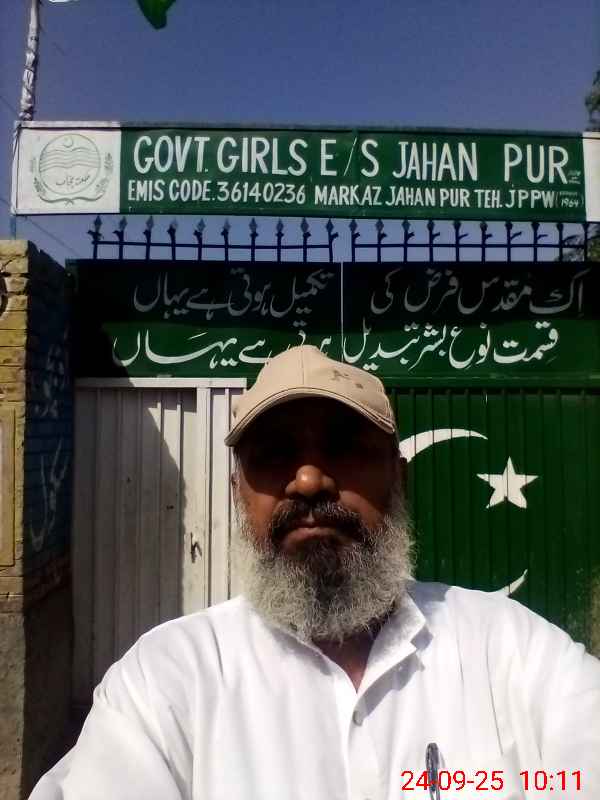 GOVT. GIRLS E/S JAHAN PUR
EMIS CODE. 36140236 MARKAZ JAHAN PUR TEH. JPPW
1964
اک مقدس فرض کی تکمیل ہوتی ہے یہاں
قسمت نوع بشر تبدیل ہوتی ہے یہاں
24-09-25 10:11